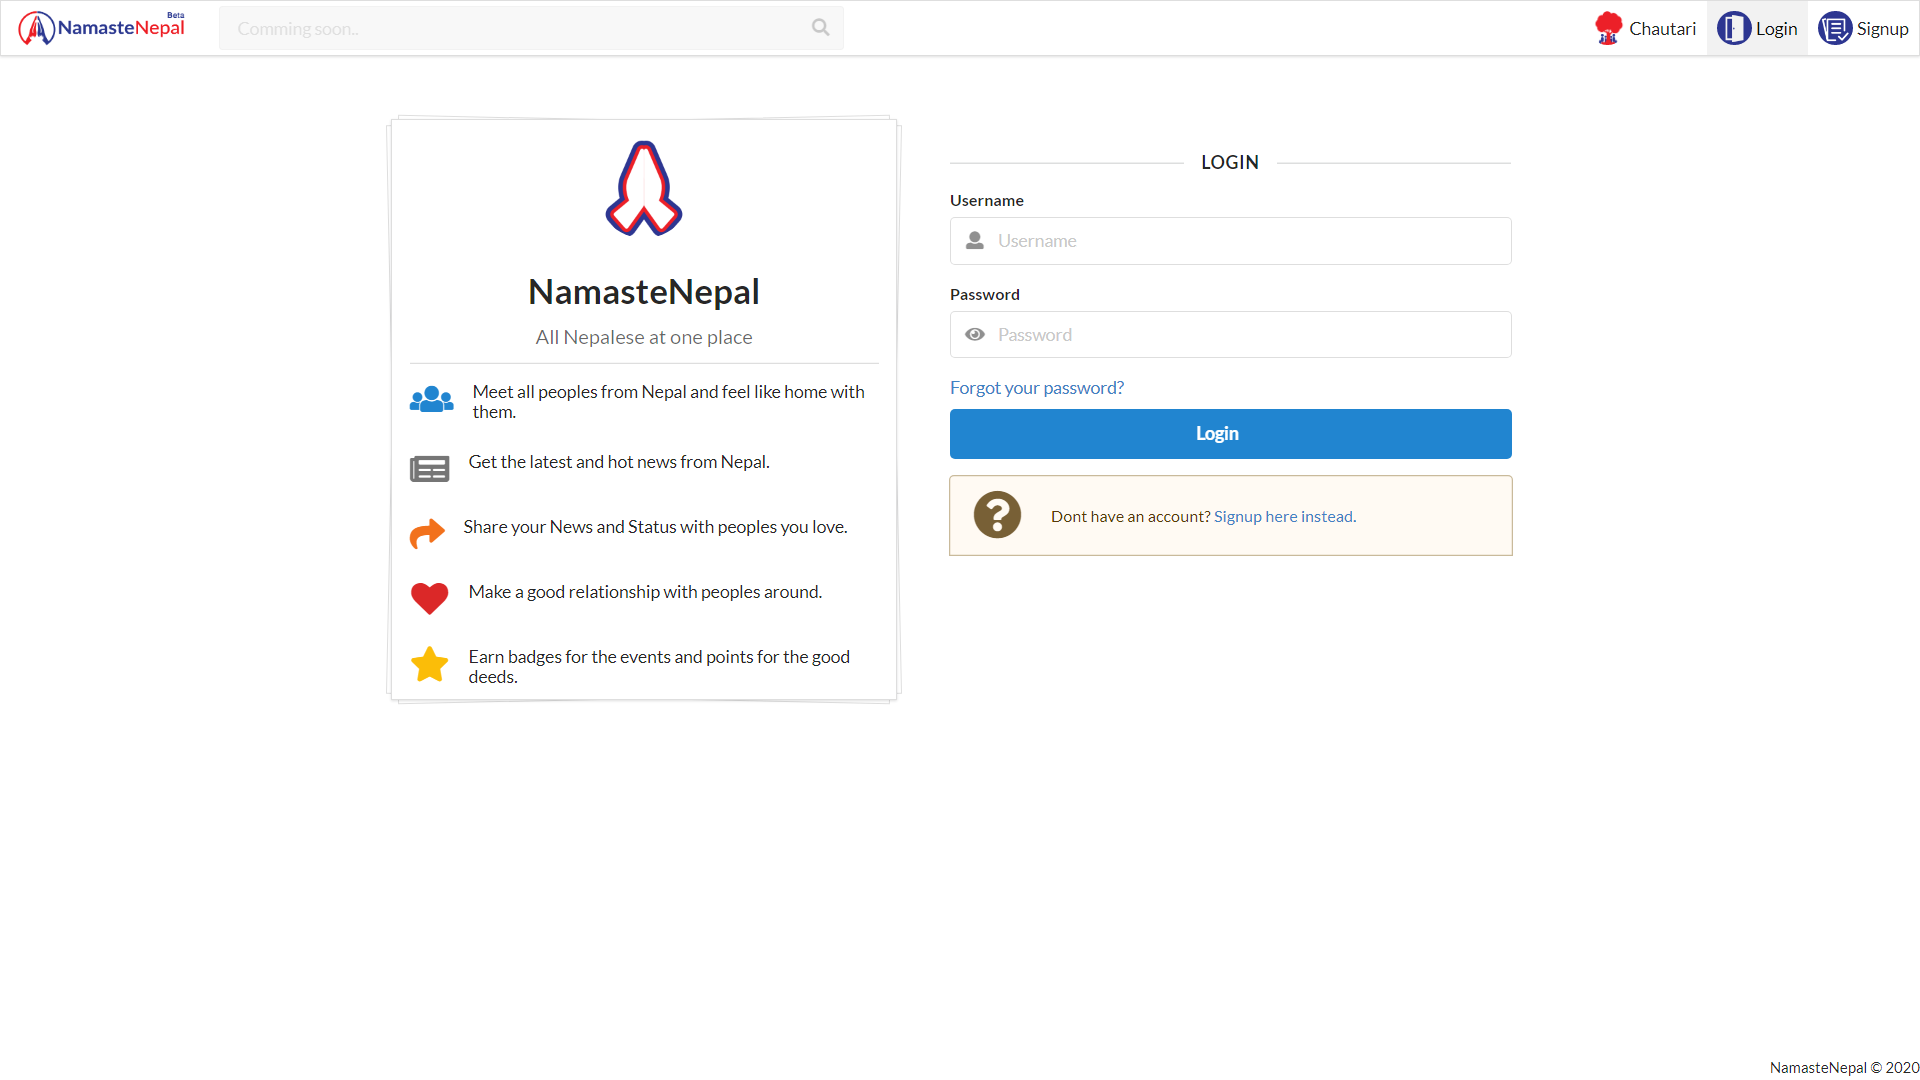 NamasteNepal Beta
Comming soon..
Chautari
Login
Signup
NamasteNepal
All Nepalese at one place
Meet all peoples from Nepal and feel like home with
them.
Get the latest and hot news from Nepal.
Share your News and Status with peoples you love.
Make a good relationship with peoples around.
Earn badges for the events and points for the good
deeds.
LOGIN
Username
Username
Password
Password
Forgot your password?
Login
Dont have an account? Signup here instead.
NamasteNepal © 2020